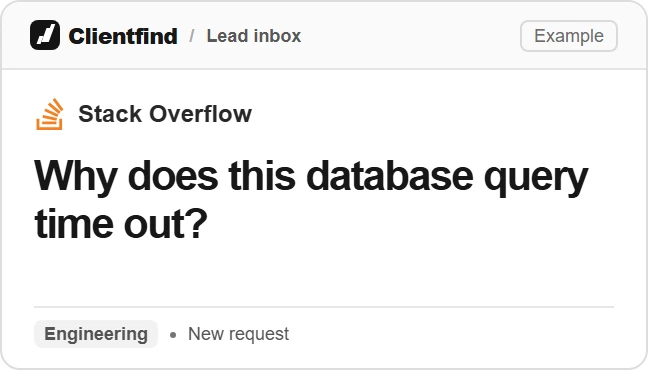 Clientfind / Lead inbox Example
Stack Overflow
Why does this database query
time out?
Engineering • New request